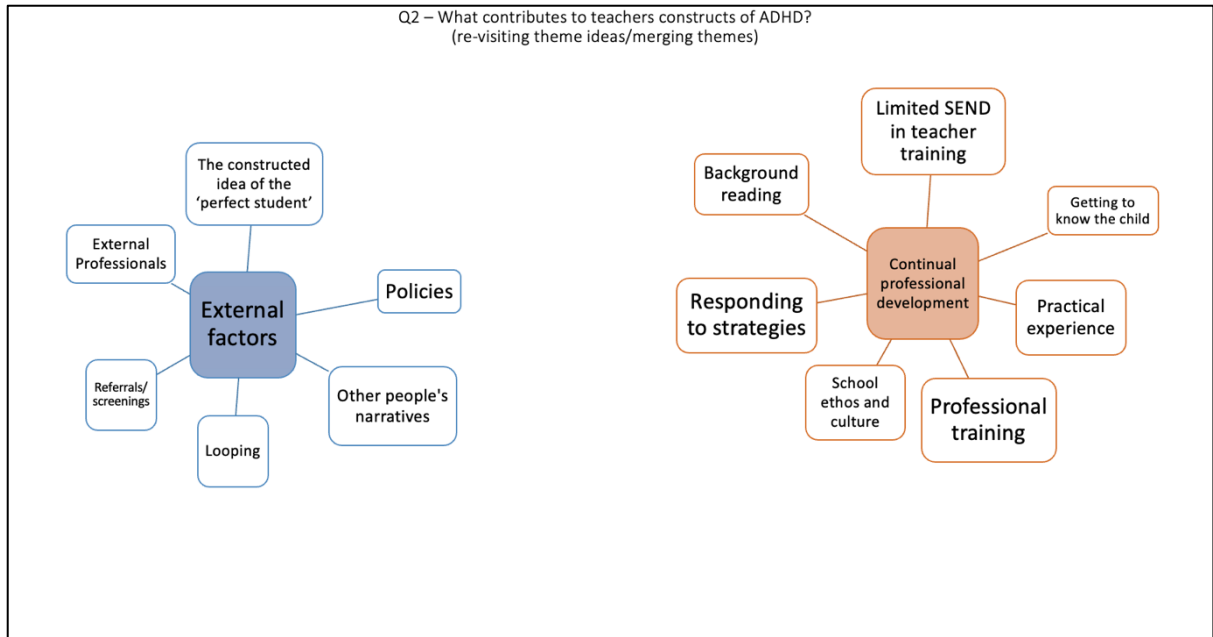 Q2 – What contributes to teachers constructs of ADHD?
(re-visiting theme ideas/merging themes)
The constructed
idea of the
‘perfect student’
External
Professionals
Policies
External
factors
Referrals/
screenings
Looping
Other people's
narratives
Limited SEND
in teacher
training
Background
reading
Getting to
know the child
Continual
professional
development
Responding
to strategies
Practical
experience
School
ethos and
culture
Professional
training